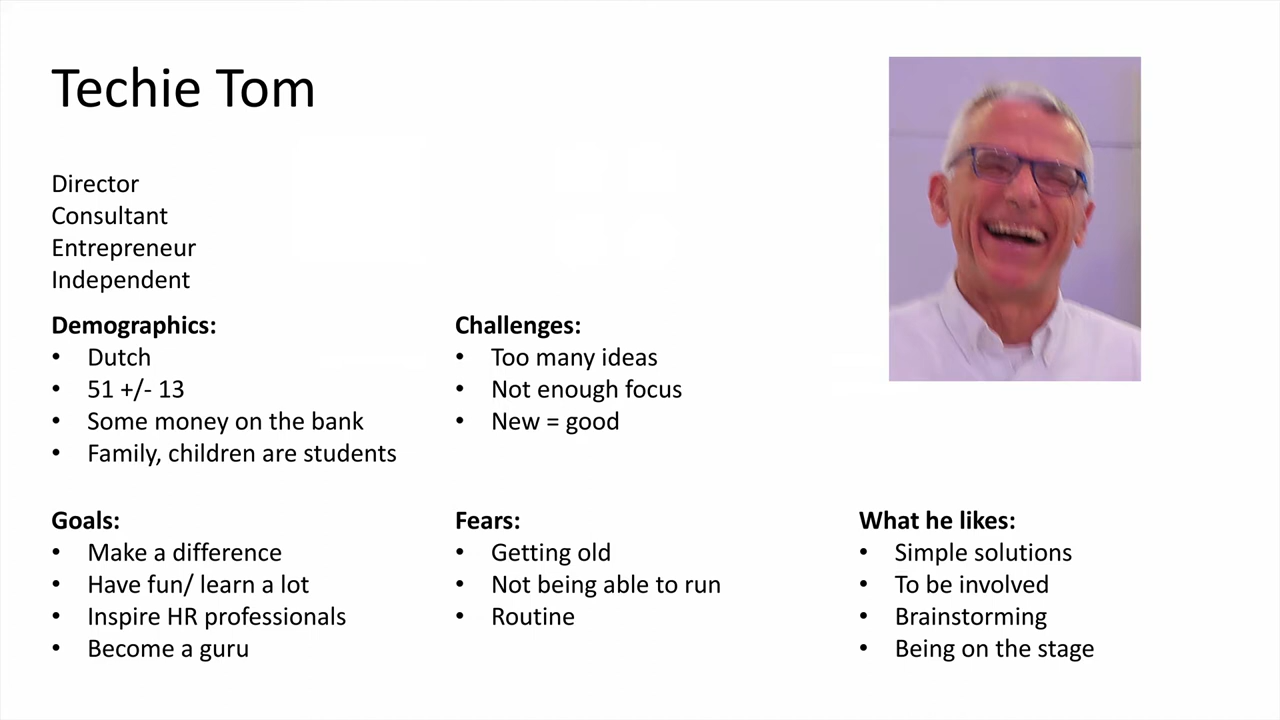 Techie Tom
Director
Consultant
Entrepreneur
Independent
Demographics:
• Dutch
• 51 +/- 13
• Some money on the bank
• Family, children are students
Challenges:
• Too many ideas
• Not enough focus
• New = good
Goals:
• Make a difference
• Have fun/ learn a lot
• Inspire HR professionals
• Become a guru
Fears:
• Getting old
• Not being able to run
• Routine
What he likes:
• Simple solutions
• To be involved
• Brainstorming
• Being on the stage